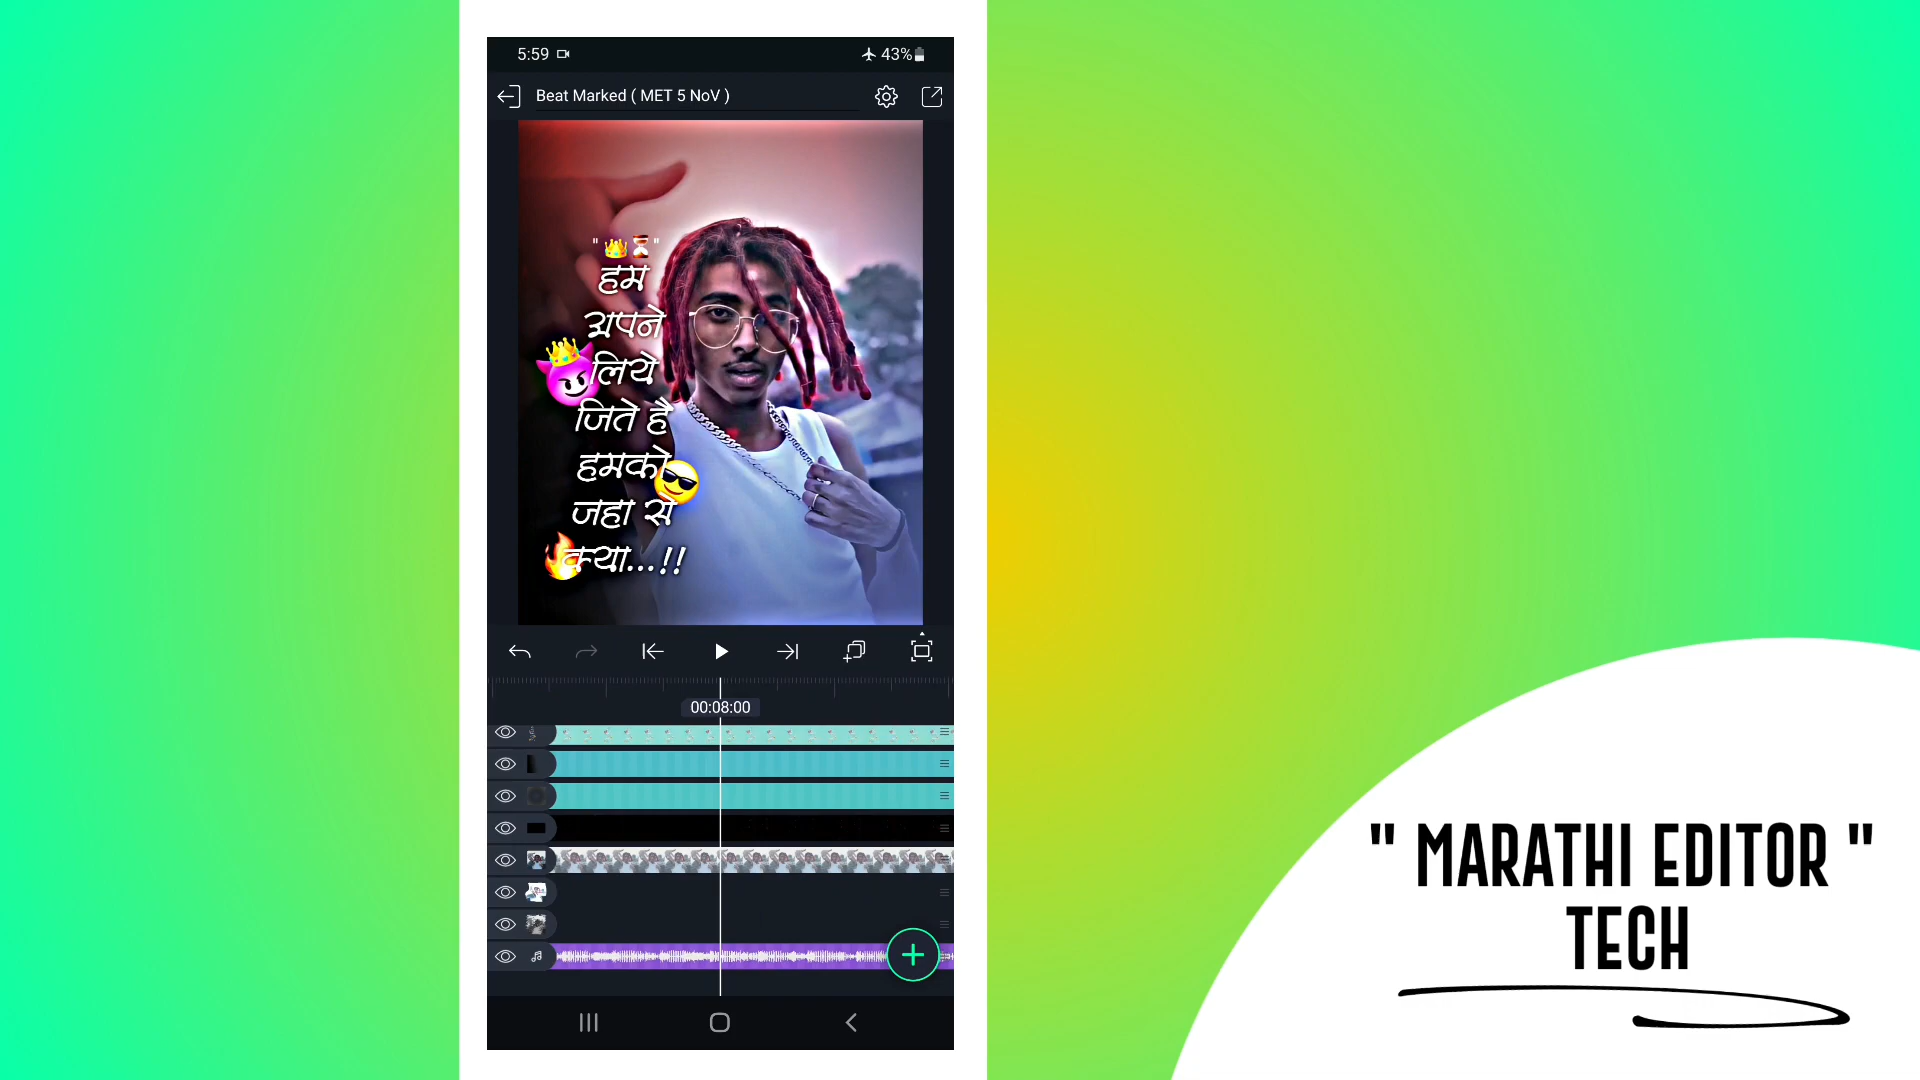 5:59
43%
Beat Marked ( MET 5 NoV )
"👑⏳"
हम
अपने
लिये
जिते है
हमको
जहा से
क्या...!!
00:08:00
" MARATHI EDITOR "
TECH